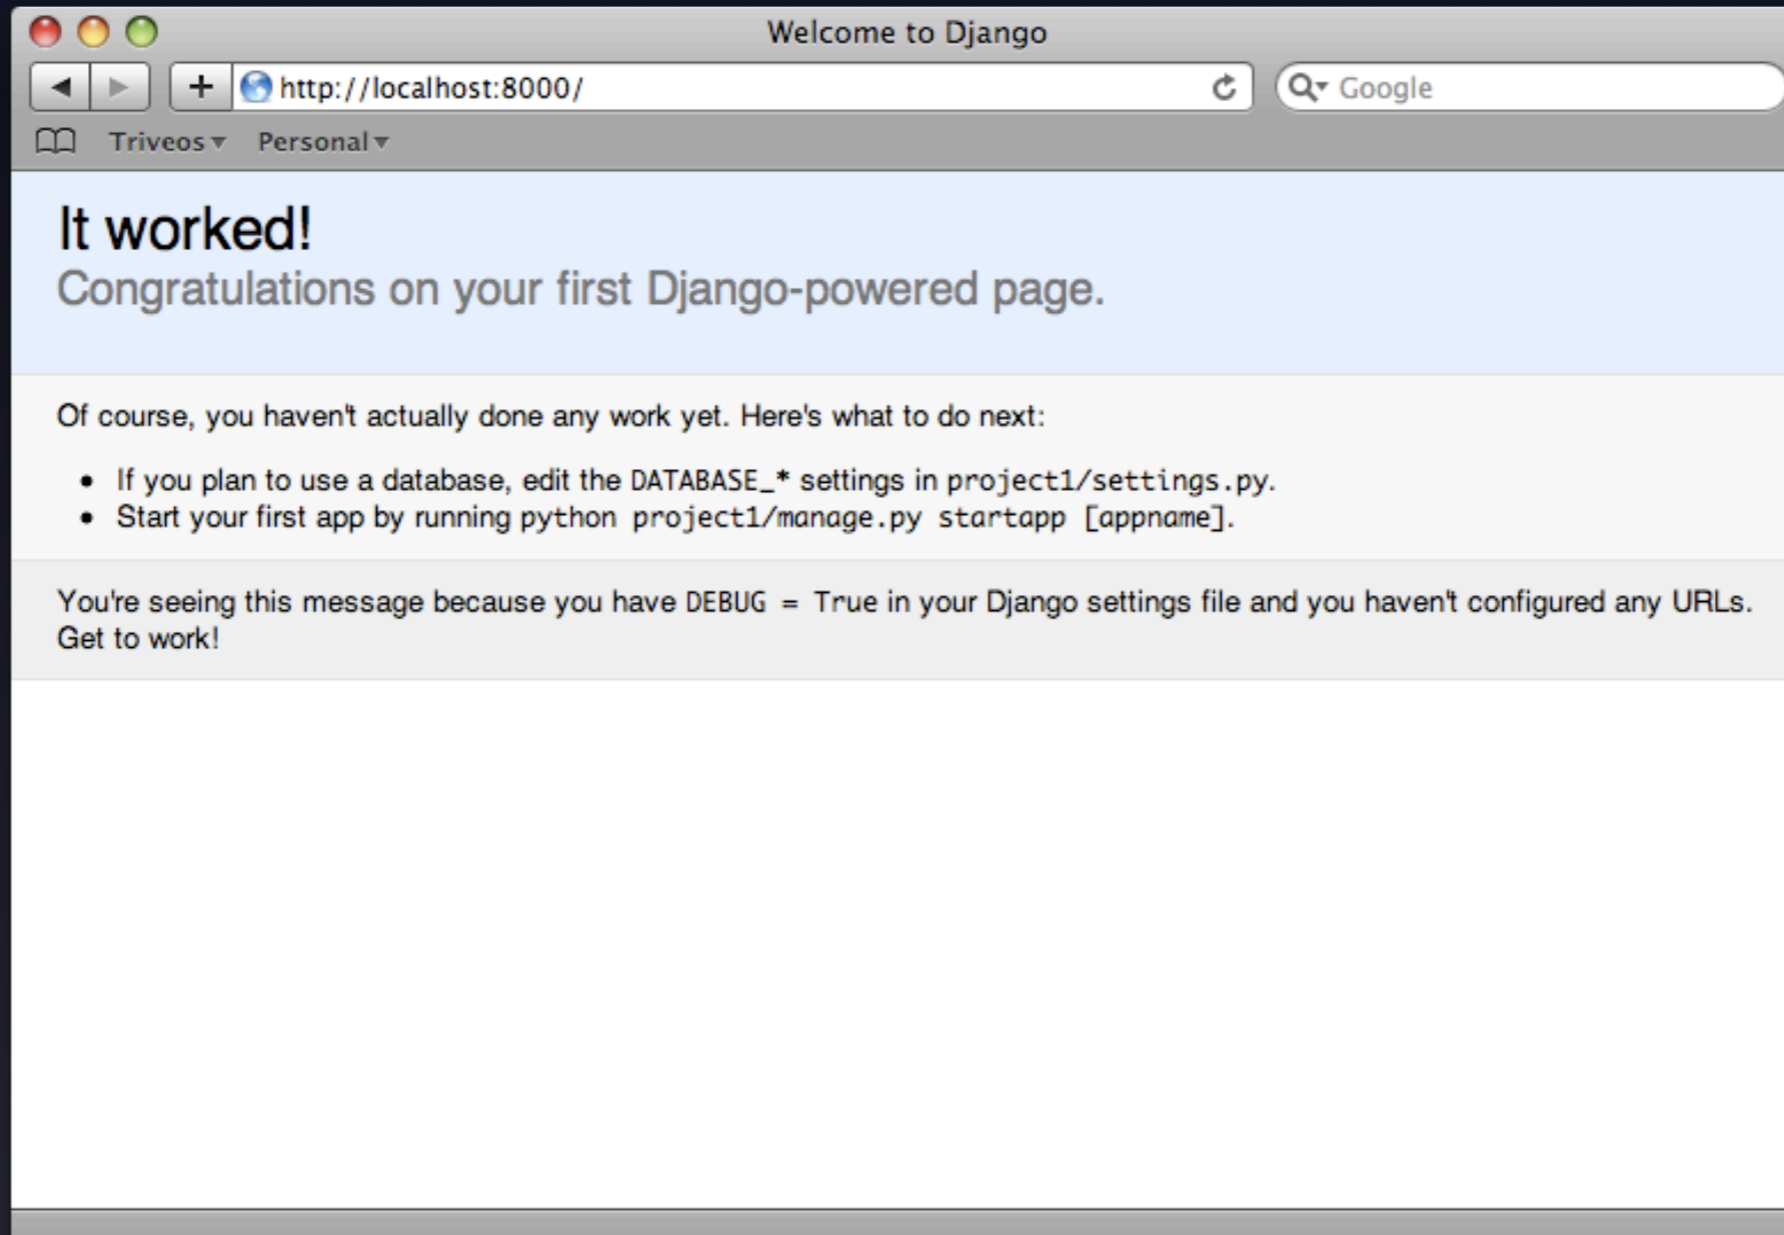 Welcome to Django
http://localhost:8000/
Google
Triveos
Personal
It worked!
Congratulations on your first Django-powered page.
Of course, you haven't actually done any work yet. Here's what to do next:
• If you plan to use a database, edit the DATABASE_* settings in project1/settings.py.
• Start your first app by running python project1/manage.py startapp [appname].
You're seeing this message because you have DEBUG = True in your Django settings file and you haven't configured any URLs.
Get to work!